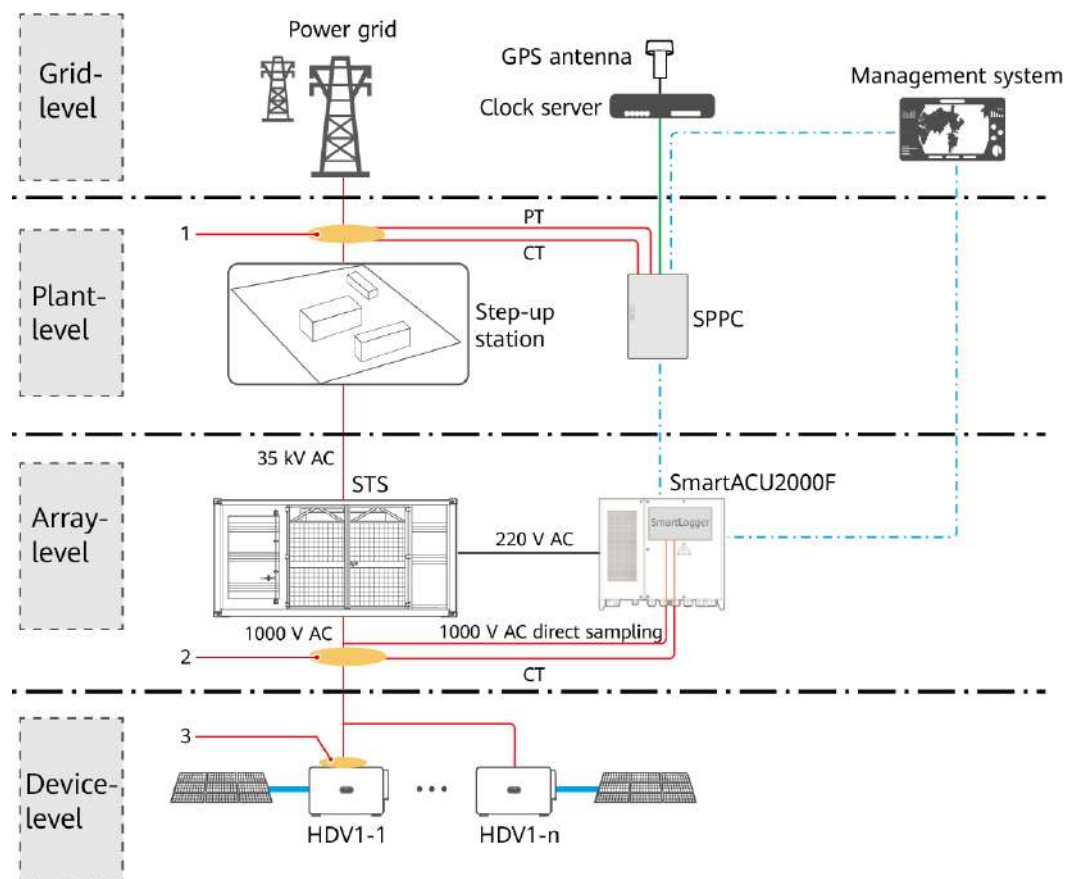 Power grid
GPS antenna
Grid-
level
Management system
Clock server
PT
1
CT
Plant-
level
Step-up
station
SPPC
35 kV AC
STS
SmartACU2000F
Array-
level
SmartLogger
220 V AC
1000 V AC
1000 V AC direct sampling
2
CT
3
Device-
level
HDV1-1
HDV1-n